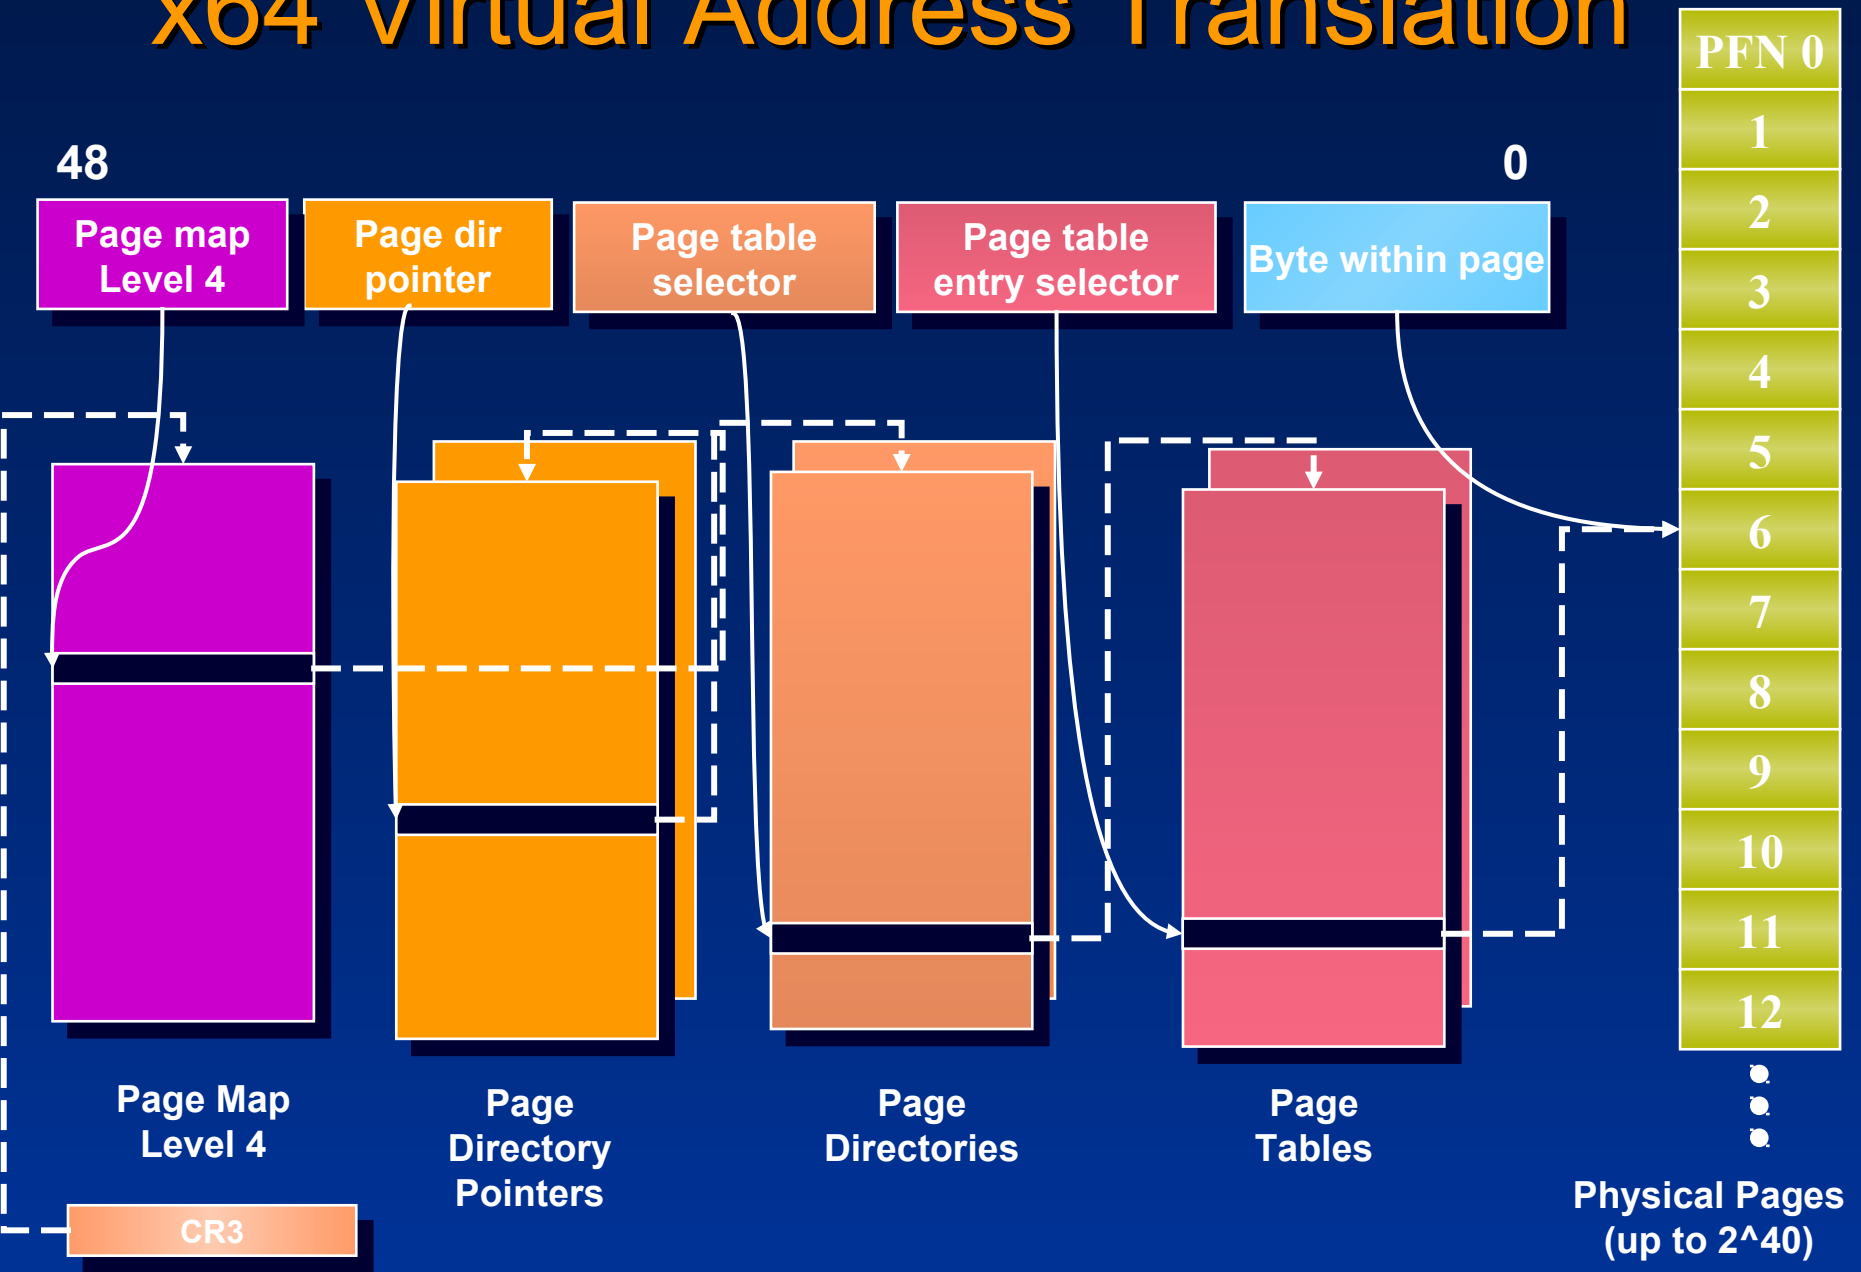 x64 Virtual Address Translation
48
0
Page map
Level 4
Page dir
pointer
Page table
selector
Page table
entry selector
Byte within page
PFN 0
1
2
3
4
5
6
7
8
9
10
11
12
Page Map
Level 4
Page
Directory
Pointers
Page
Directories
Page
Tables
Physical Pages
(up to 2^40)
CR3